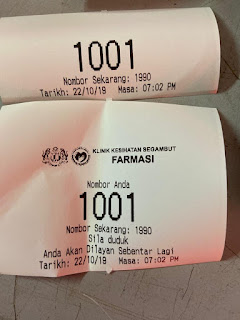 1001
Nombor Sekarang: 1990
Tarikh: 22/10/19 Masa: 07:02 PM
KLINIK KESIHATAN SEGAMBUT
FARMASI
Nombor Anda
1001
Nombor Sekarang: 1990
Sila duduk
Anda Akan Dilayan Sebentar Lagi
Tarikh: 22/10/19 Masa: 07:02 PM